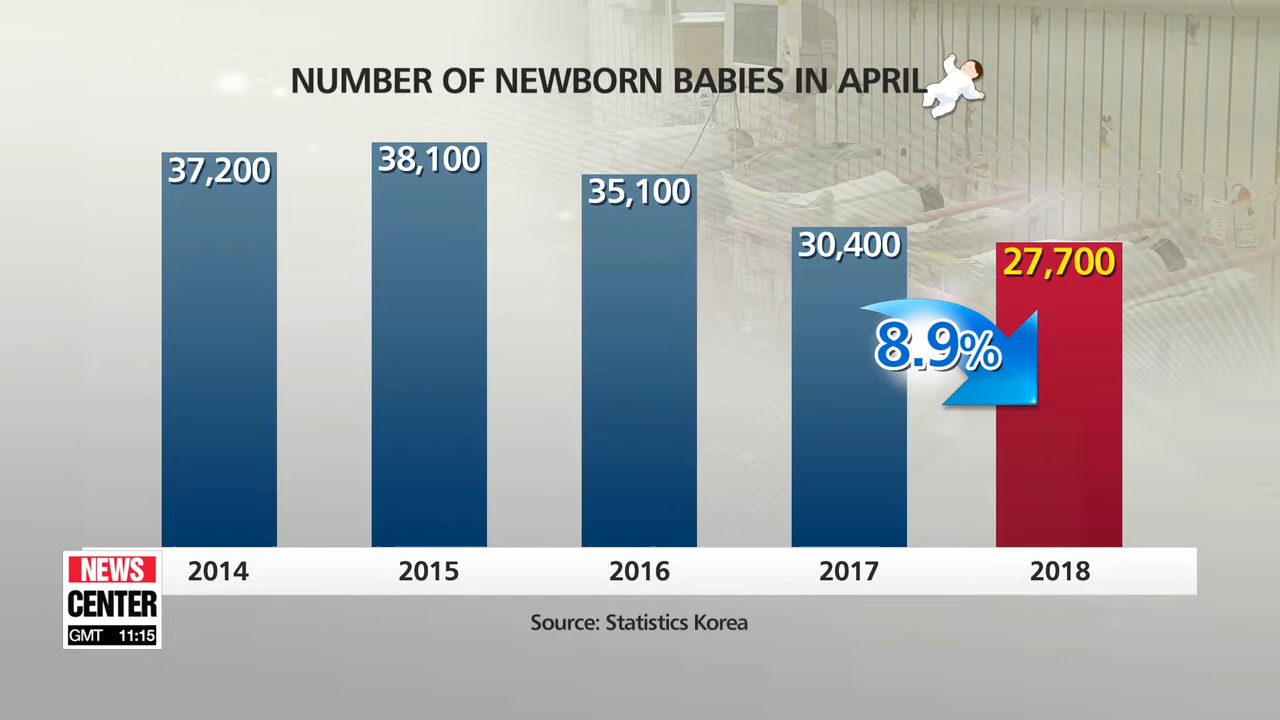 NUMBER OF NEWBORN BABIES IN APRIL
37,200
38,100
35,100
30,400
27,700
8.9%
2014
2015
2016
2017
2018
Source: Statistics Korea
NEWS
CENTER
GMT 11:15